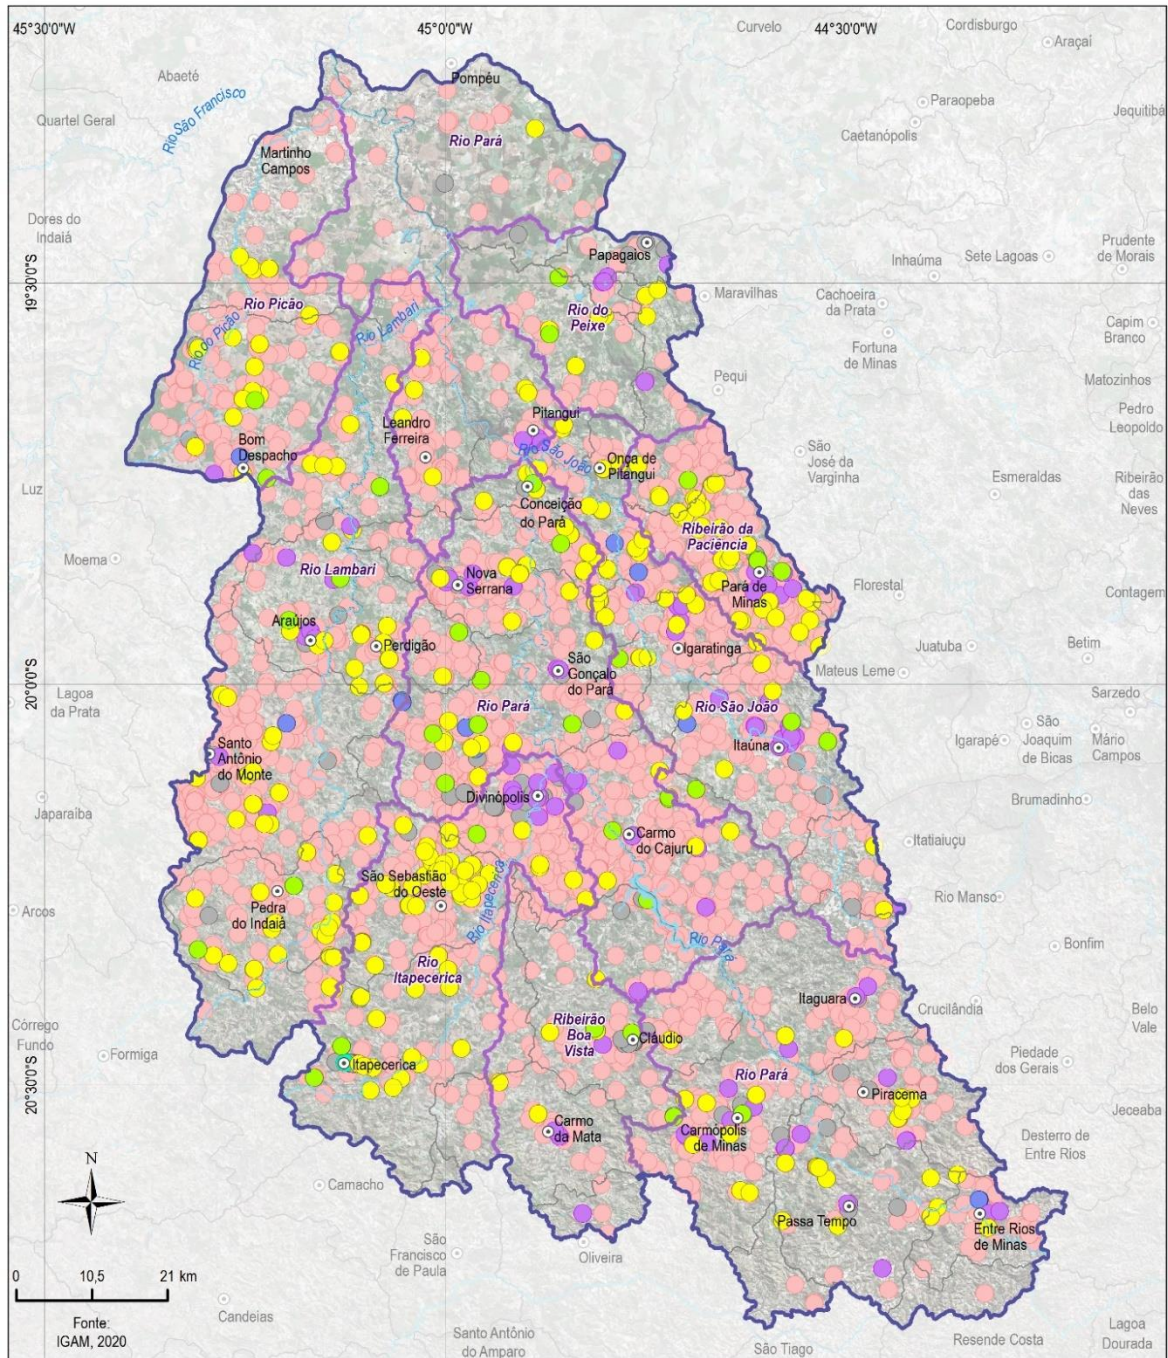 45°30'0"W
45°0'0"W
44°30'0"W
Curvelo
Cordisburgo
Araçaí
Abaeté
Pompéu
Paraopeba
Jequitibá
Quartel Geral
Rio São Francisco
Caetanópolis
Rio Pará
Martinho
Campos
Dores do
Indaiá
Papagaios
Inhaúma
Sete Lagoas
Prudente
de Morais
19°30'0"S
Maravilhas
Cachoeira
da Prata
Rio Picão
Rio do
Peixe
Rio Lambari
Rio do Picão
Capim
Branco
Fortuna
de Minas
Pequi
Matozinhos
Pedro
Leopoldo
Leandro
Ferreira
Pitangui
Bom
Despacho
Rio São João
Onça de
Pitangui
São
José da
Varginha
Luz
Esmeraldas
Ribeirão
das
Neves
Conceição
do Pará
Ribeirão da
Paciência
Moema
Rio Lambari
Nova
Serrana
Pará de
Minas
Florestal
Contagem
Araújos
Perdigão
Igaratinga
Juatuba
Betim
São
Gonçalo
do Pará
Mateus Leme
20°0'0"S
Lagoa
da Prata
Sarzedo
Rio Pará
Rio São João
Igarapé
São
Joaquim
de Bicas
Mário
Campos
Santo
Antônio
do Monte
Itaúna
Divinópolis
Brumadinho
Japaraíba
Carmo
do Cajuru
Itatiaiuçu
São Sebastião
do Oeste
Rio Itapecerica
Pedra
do Indaiá
Rio Manso
Arcos
Rio Pará
Bonfim
Rio
Itapecerica
Itaguara
Crucilândia
Belo
Vale
Córrego
Fundo
Ribeirão
Boa
Vista
Cláudio
Formiga
Itapecerica
Piedade
dos Gerais
20°30'0"S
Rio Pará
Piracema
Jeceaba
Carmo
da Mata
Carmópolis
de Minas
Desterro de
Entre Rios
N
Camacho
Passa Tempo
Entre Rios
de Minas
São
Francisco
de Paula
Oliveira
0 10,5 21 km
Fonte:
IGAM, 2020
Candeias
Santo Antônio
do Amparo
São Tiago
Resende Costa
Lagoa
Dourada